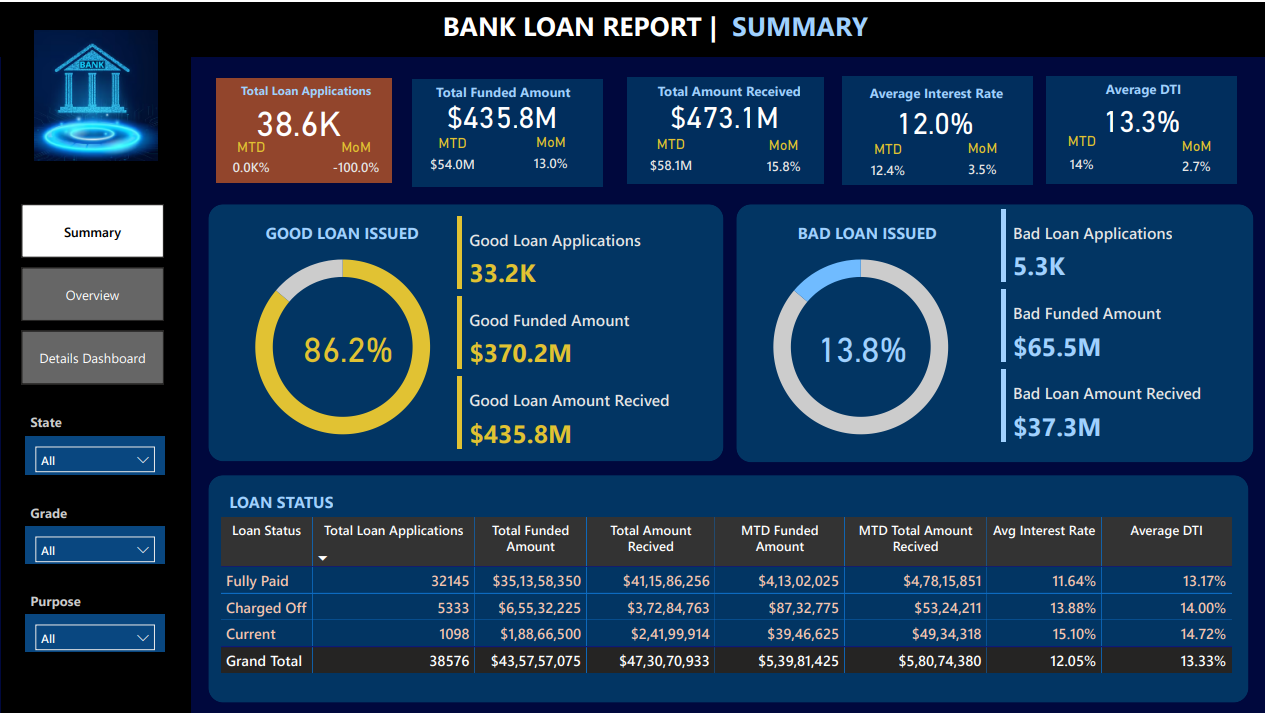 BANK LOAN REPORT | SUMMARY
BANK
Total Loan Applications
38.6K
MTD MoM
0.0K% -100.0%
Total Funded Amount
$435.8M
MTD MoM
$54.0M 13.0%
Total Amount Received
$473.1M
MTD MoM
$58.1M 15.8%
Average Interest Rate
12.0%
MTD MoM
12.4% 3.5%
Average DTI
13.3%
MTD MoM
14% 2.7%
Summary
Overview
Details Dashboard
State
All
Grade
All
Purpose
All
GOOD LOAN ISSUED
86.2%
Good Loan Applications
33.2K
Good Funded Amount
$370.2M
Good Loan Amount Recived
$435.8M
BAD LOAN ISSUED
13.8%
Bad Loan Applications
5.3K
Bad Funded Amount
$65.5M
Bad Loan Amount Recived
$37.3M
LOAN STATUS
Loan Status Total Loan Applications Total Funded Amount Total Amount Recived MTD Funded Amount MTD Total Amount Recived Avg Interest Rate Average DTI
Fully Paid 32145 $35,13,58,350 $41,15,86,256 $4,13,02,025 $4,78,15,851 11.64% 13.17%
Charged Off 5333 $6,55,32,225 $3,72,84,763 $87,32,775 $53,24,211 13.88% 14.00%
Current 1098 $1,88,66,500 $2,41,99,914 $39,46,625 $49,34,318 15.10% 14.72%
Grand Total 38576 $43,57,57,075 $47,30,70,933 $5,39,81,425 $5,80,74,380 12.05% 13.33%